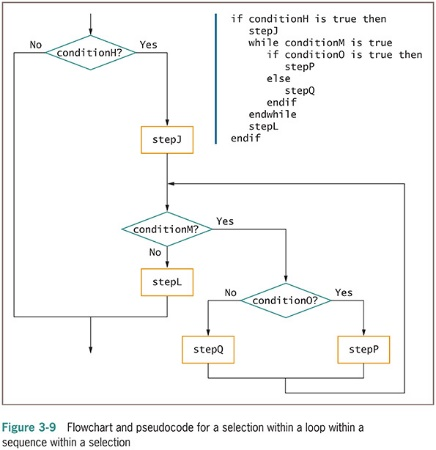 if conditionH is true then
stepJ
while conditionM is true
if conditionO is true then
stepP
else
stepQ
endif
endwhile
stepL
endif
No
conditionH?
Yes
stepJ
conditionM?
Yes
No
stepL
No
conditionO?
Yes
stepQ
stepP
Figure 3-9 Flowchart and pseudocode for a selection within a loop within a
sequence within a selection